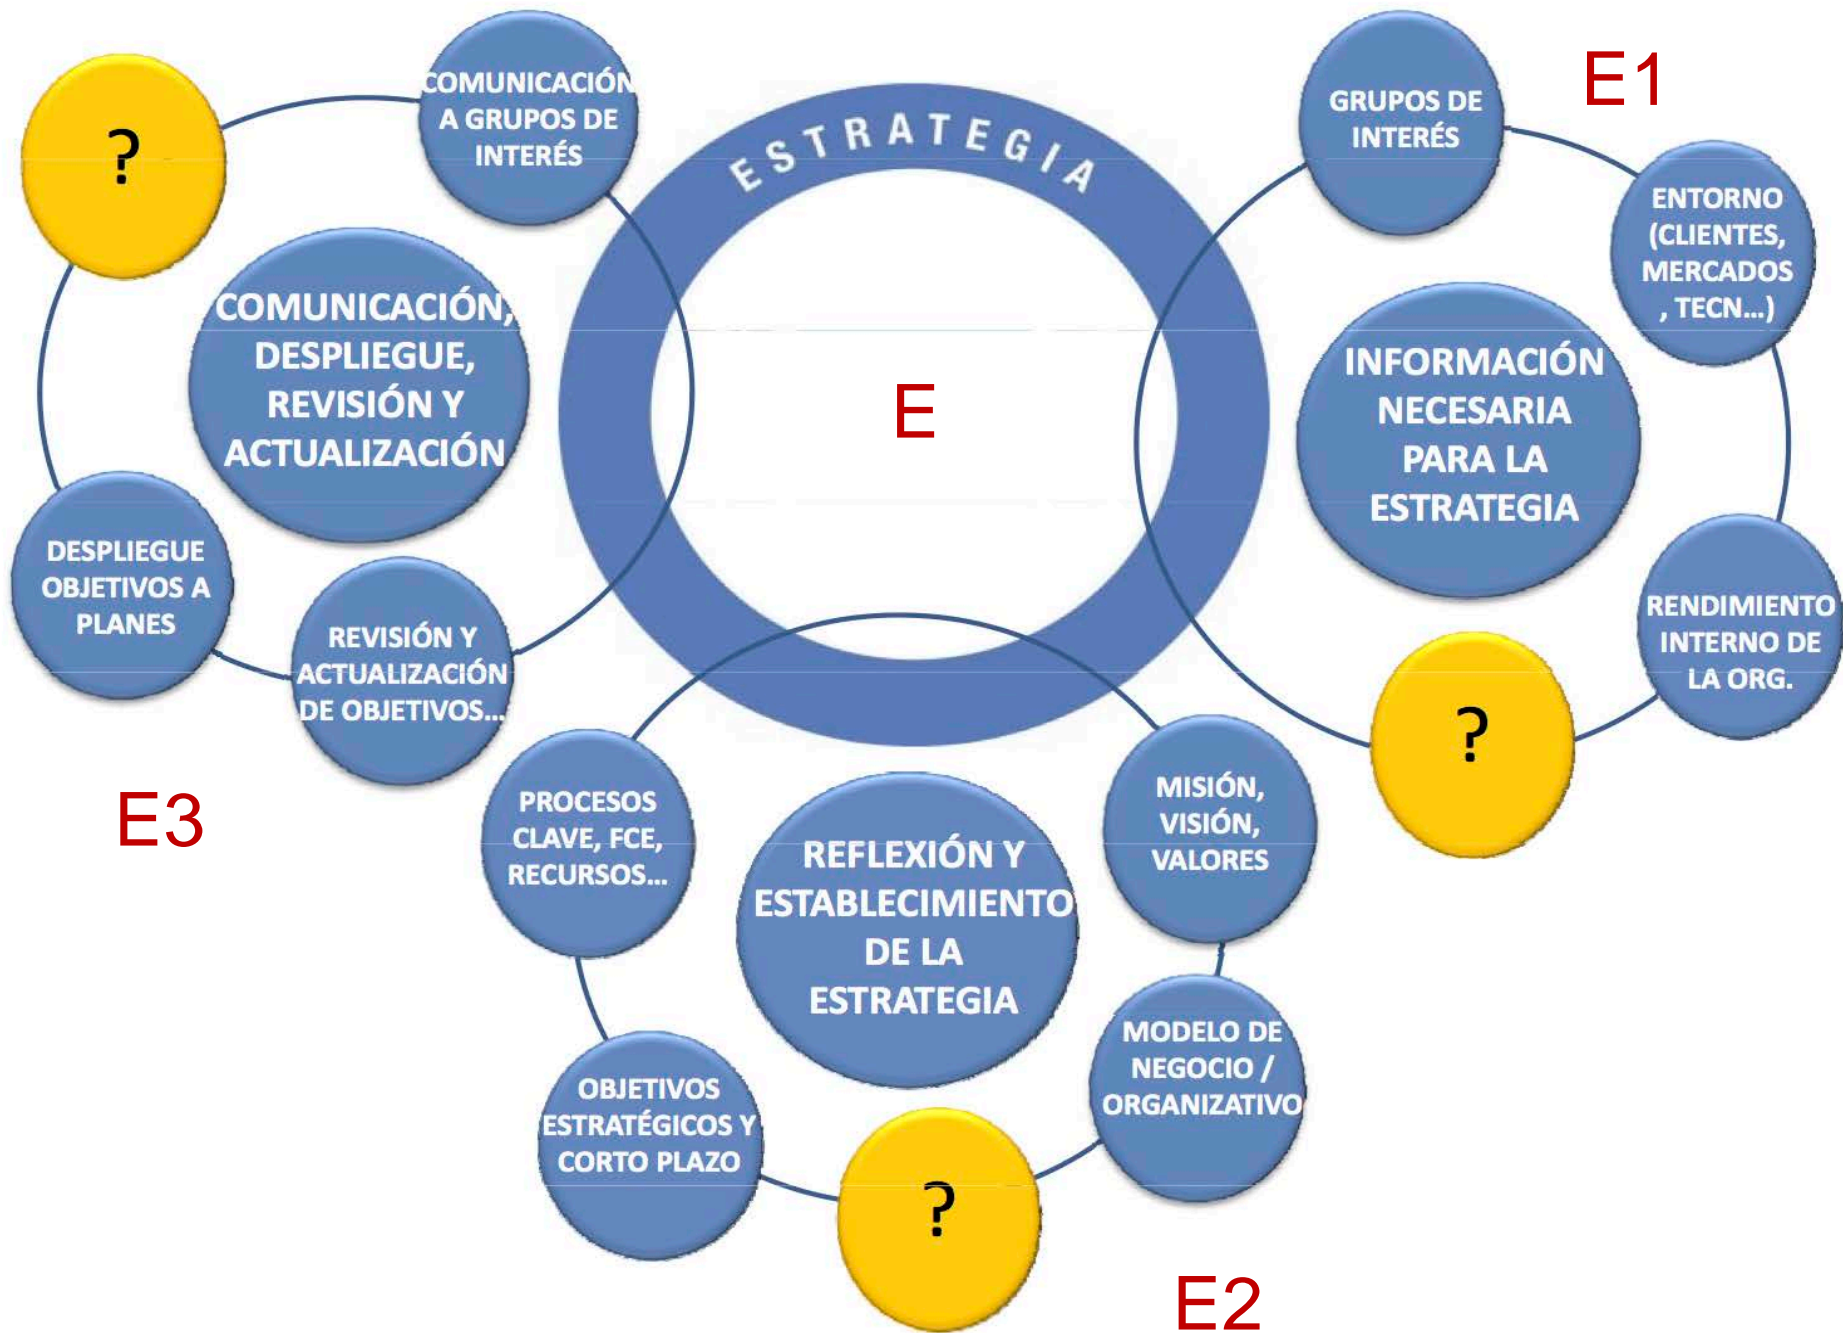 ?
COMUNICACIÓN
A GRUPOS DE
INTERÉS
COMUNICACIÓN,
DESPLIEGUE,
REVISIÓN Y
ACTUALIZACIÓN
DESPLIEGUE
OBJETIVOS A
PLANES
REVISIÓN Y
ACTUALIZACIÓN
DE OBJETIVOS...
E3
ESTRATEGIA
E
E1
GRUPOS DE
INTERÉS
ENTORNO
(CLIENTES,
MERCADOS
, TECN...)
INFORMACIÓN
NECESARIA
PARA LA
ESTRATEGIA
RENDIMIENTO
INTERNO DE
LA ORG.
?
PROCESOS
CLAVE, FCE,
RECURSOS...
REFLEXIÓN Y
ESTABLECIMIENTO
DE LA
ESTRATEGIA
MISIÓN,
VISIÓN,
VALORES
MODELO DE
NEGOCIO /
ORGANIZATIVO
OBJETIVOS
ESTRATÉGICOS Y
CORTO PLAZO
?
E2